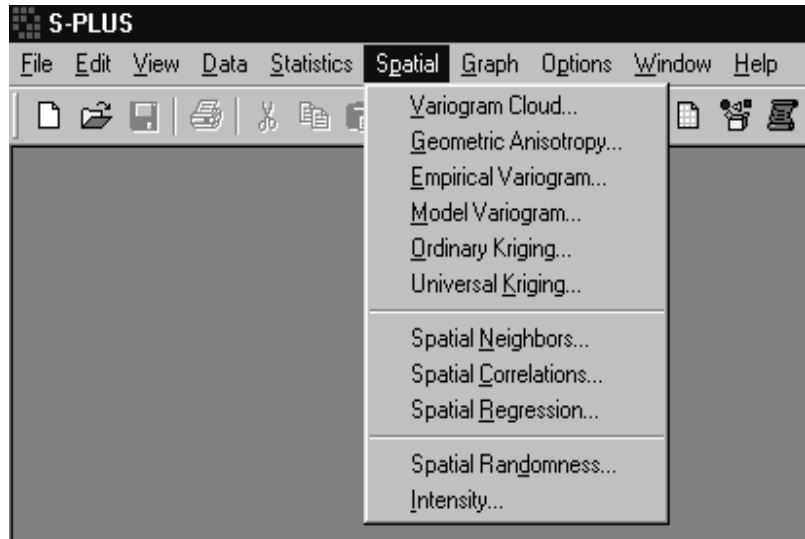 S-PLUS
File Edit View Data Statistics Spatial Graph Options Window Help
Variogram Cloud...
Geometric Anisotropy...
Empirical Variogram...
Model Variogram...
Ordinary Kriging...
Universal Kriging...
Spatial Neighbors...
Spatial Correlations...
Spatial Regression...
Spatial Randomness...
Intensity...